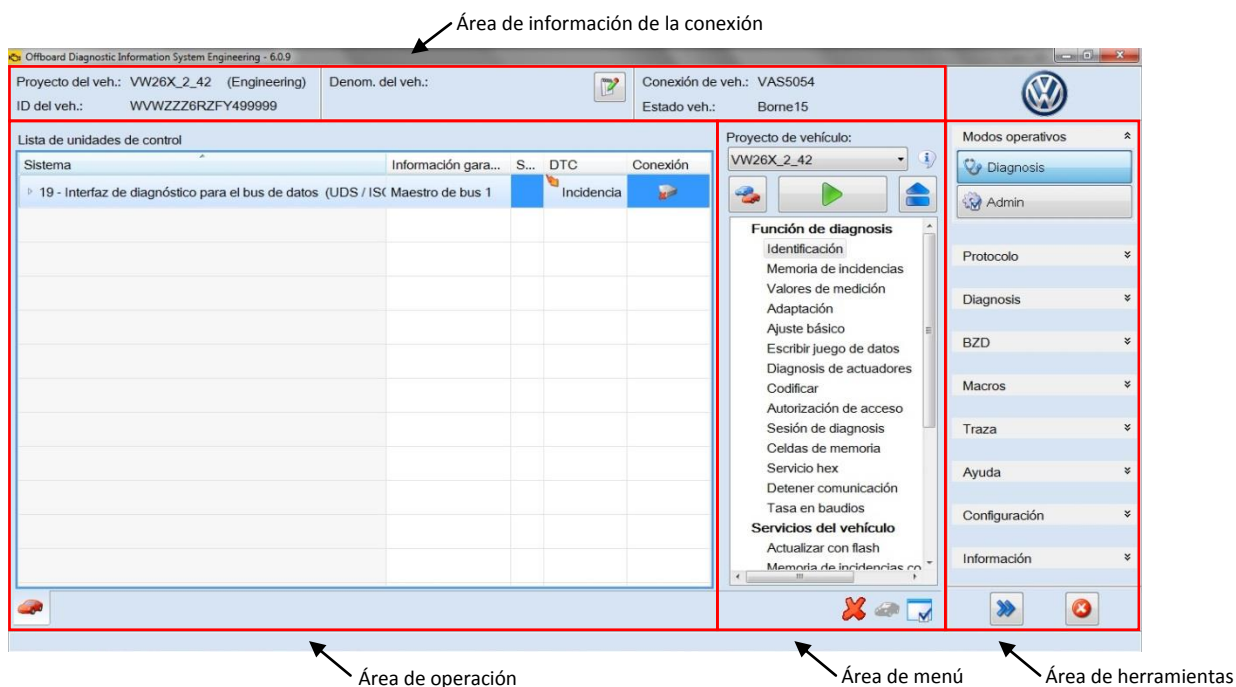 Área de información de la conexión
Offboard Diagnostic Information System Engineering - 6.0.9
Proyecto del veh.: VW26X_2_42 (Engineering)
ID del veh.: WVWZZZ6RZFY499999
Denom. del veh.:
Conexión de veh.: VAS5054
Estado veh.: Borne15
Lista de unidades de control
Sistema Información gara... S... DTC Conexión
19 - Interfaz de diagnóstico para el bus de datos (UDS / IS( Maestro de bus 1 Incidencia
Proyecto de vehículo:
VW26X_2_42
Función de diagnosis
Identificación
Memoria de incidencias
Valores de medición
Adaptación
Ajuste básico
Escribir juego de datos
Diagnosis de actuadores
Codificar
Autorización de acceso
Sesión de diagnosis
Celdas de memoria
Servicio hex
Detener comunicación
Tasa en baudios
Servicios del vehículo
Actualizar con flash
Memoria de incidencias co
Modos operativos
Diagnosis
Admin
Protocolo
Diagnosis
BZD
Macros
Traza
Ayuda
Configuración
Información
Área de operación
Área de menú
Área de herramientas